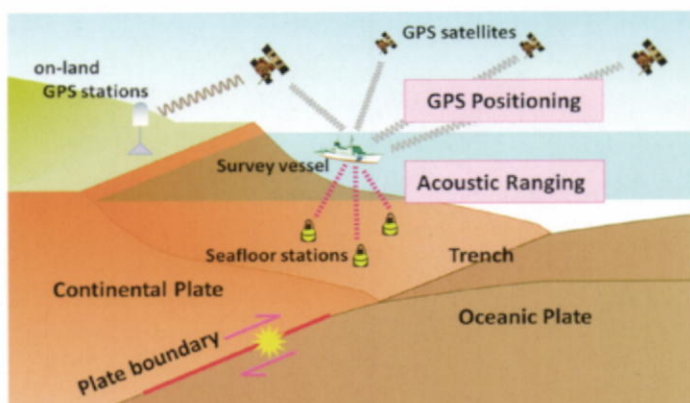 GPS satellites
on-land
GPS stations
GPS Positioning
Survey vessel
Acoustic Ranging
Seafloor stations
Trench
Continental Plate
Oceanic Plate
Plate boundary